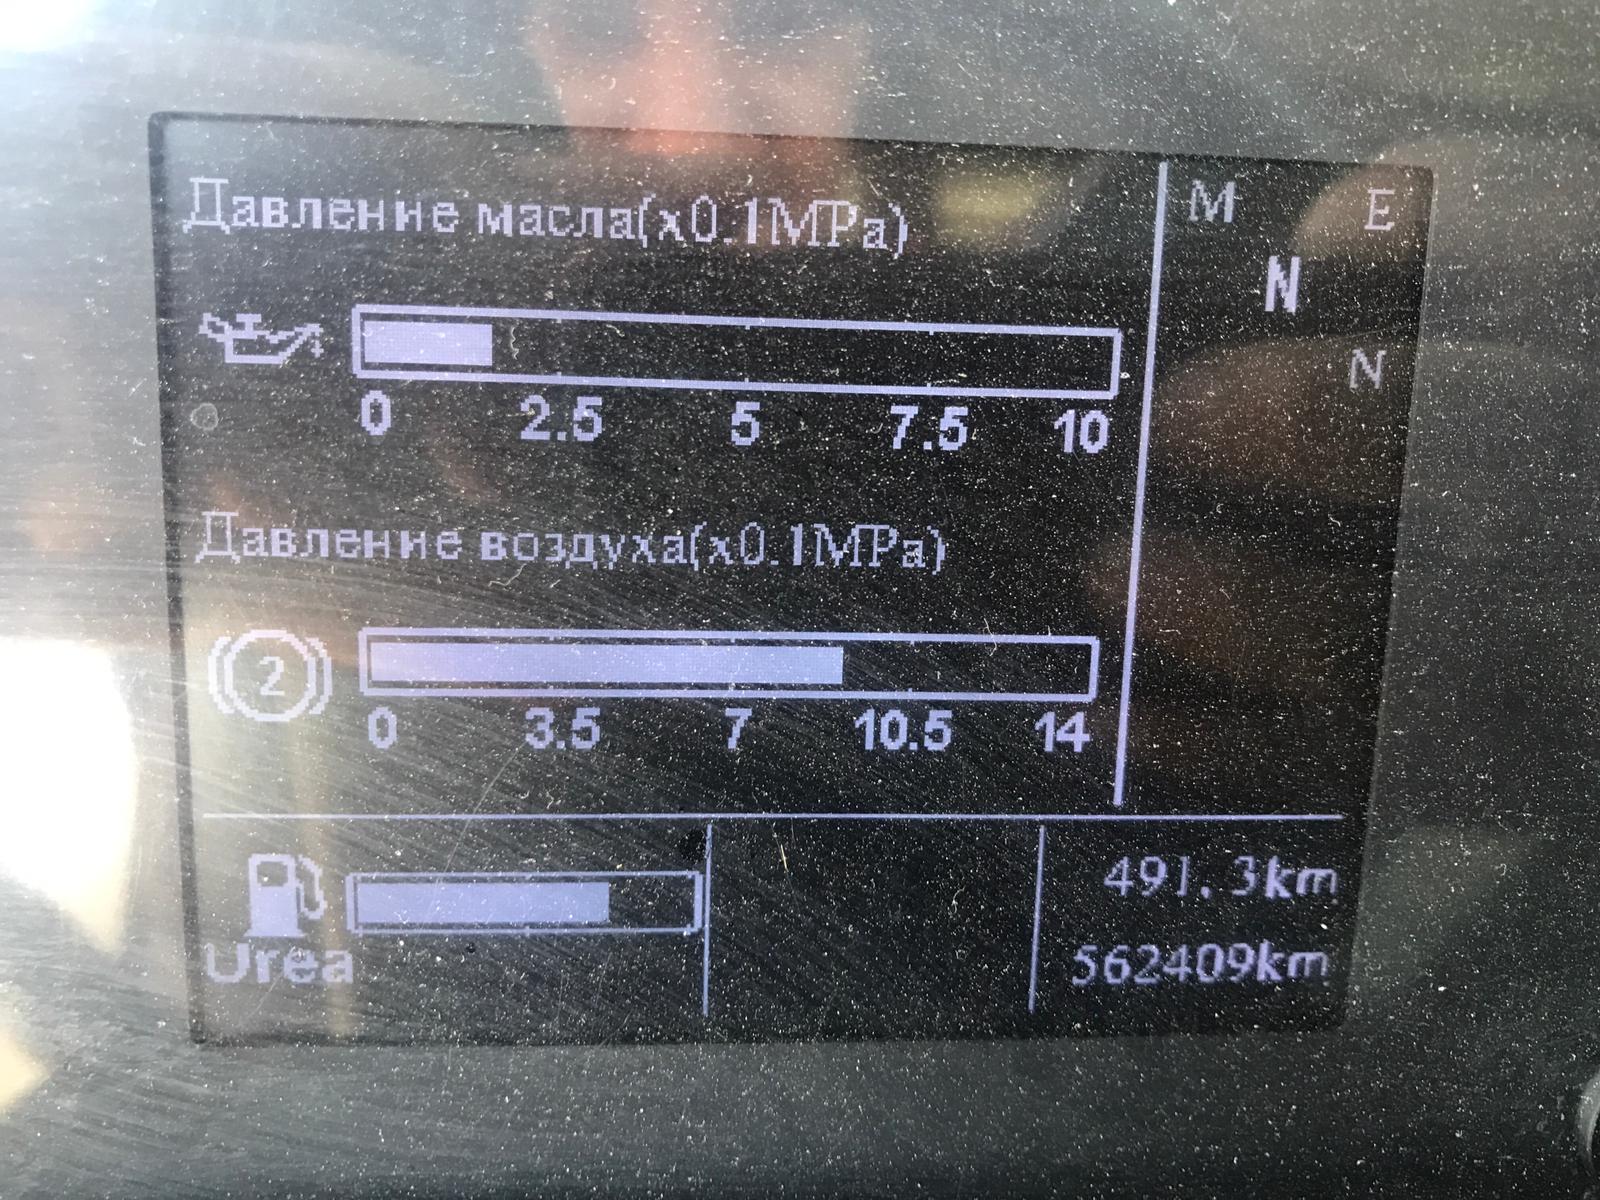 Давление масла(x0.1MPa)
M E
N
N
0 2.5 5 7.5 10
Давление воздуха(x0.1MPa)
2
0 3.5 7 10.5 14
Urea
491.3km
562409km